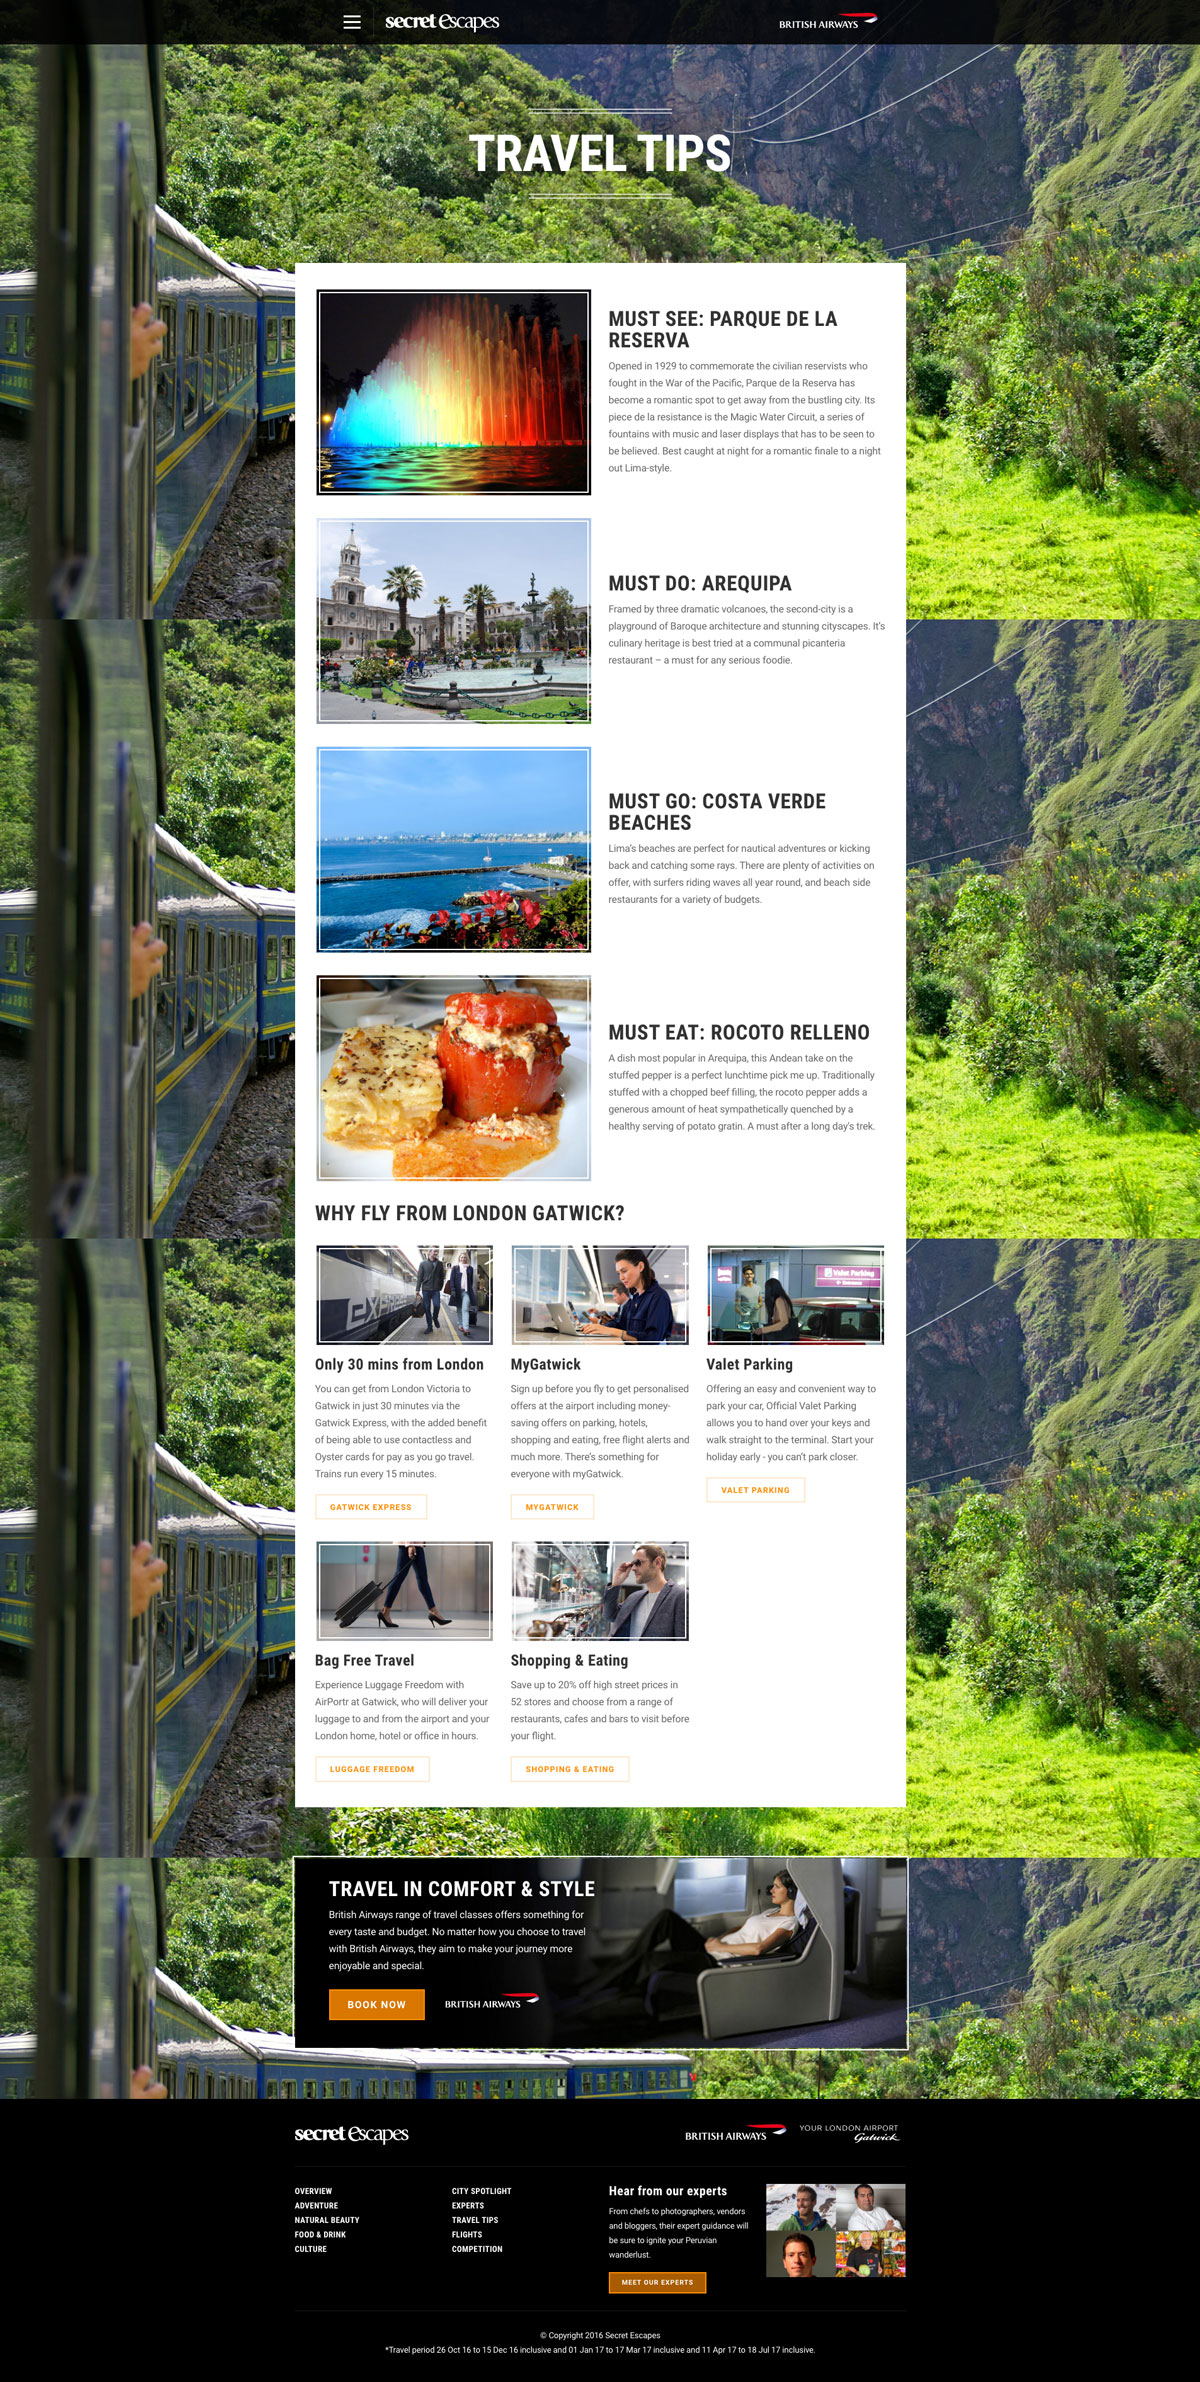 secret Escapes
BRITISH AIRWAYS
TRAVEL TIPS
MUST SEE: PARQUE DE LA
RESERVA
Opened in 1929 to commemorate the civilian reservists who
fought in the War of the Pacific, Parque de la Reserva has
become a romantic spot to get away from the bustling city. Its
piece de la resistance is the Magic Water Circuit, a series of
fountains with music and laser displays that has to be seen to
be believed. Best caught at night for a romantic finale to a night
out Lima-style.
MUST DO: AREQUIPA
Framed by three dramatic volcanoes, the second-city is a
playground of Baroque architecture and stunning cityscapes. It's
culinary heritage is best tried at a communal picanteria
restaurant – a must for any serious foodie.
MUST GO: COSTA VERDE
BEACHES
Lima's beaches are perfect for nautical adventures or kicking
back and catching some rays. There are plenty of activities on
offer, with surfers riding waves all year round, and beach side
restaurants for a variety of budgets.
MUST EAT: ROCOTO RELLENO
A dish most popular in Arequipa, this Andean take on the
stuffed pepper is a perfect lunchtime pick me up. Traditionally
stuffed with a chopped beef filling, the rocoto pepper adds a
generous amount of heat sympathetically quenched by a
healthy serving of potato gratin. A must after a long day's trek.
WHY FLY FROM LONDON GATWICK?
EXPRESS
Valet Parking
Entrance
Only 30 mins from London
You can get from London Victoria to
Gatwick in just 30 minutes via the
Gatwick Express, with the added benefit
of being able to use contactless and
Oyster cards for pay as you go travel.
Trains run every 15 minutes.
GATWICK EXPRESS
MyGatwick
Sign up before you fly to get personalised
offers at the airport including money-
saving offers on parking, hotels,
shopping and eating, free flight alerts and
much more. There's something for
everyone with myGatwick.
MYGATWICK
Valet Parking
Offering an easy and convenient way to
park your car, Official Valet Parking
allows you to hand over your keys and
walk straight to the terminal. Start your
holiday early - you can't park closer.
VALET PARKING
Bag Free Travel
Experience Luggage Freedom with
AirPortr at Gatwick, who will deliver your
luggage to and from the airport and your
London home, hotel or office in hours.
LUGGAGE FREEDOM
Shopping & Eating
Save up to 20% off high street prices in
52 stores and choose from a range of
restaurants, cafes and bars to visit before
your flight.
SHOPPING & EATING
TRAVEL IN COMFORT & STYLE
British Airways range of travel classes offers something for
every taste and budget. No matter how you choose to travel
with British Airways, they aim to make your journey more
enjoyable and special.
BOOK NOW
BRITISH AIRWAYS
secret Escapes
BRITISH AIRWAYS
YOUR LONDON AIRPORT
Gatwick
OVERVIEW
ADVENTURE
NATURAL BEAUTY
FOOD & DRINK
CULTURE
CITY SPOTLIGHT
EXPERTS
TRAVEL TIPS
FLIGHTS
COMPETITION
Hear from our experts
From chefs to photographers, vendors
and bloggers, their expert guidance will
be sure to ignite your Peruvian
wanderlust.
MEET OUR EXPERTS
© Copyright 2016 Secret Escapes
*Travel period 26 Oct 16 to 15 Dec 16 inclusive and 01 Jan 17 to 17 Mar 17 inclusive and 11 Apr 17 to 18 Jul 17 inclusive.